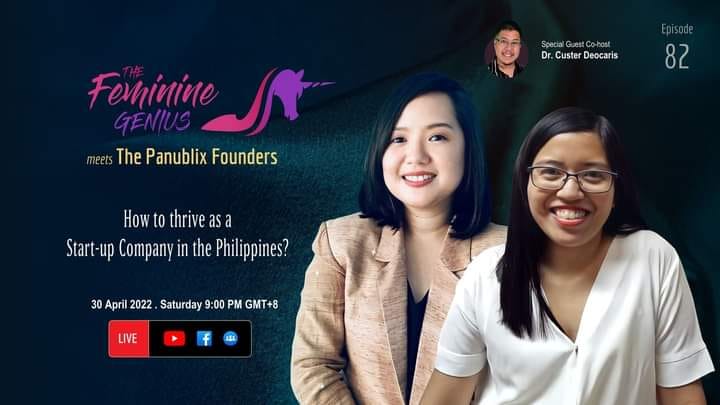 Episode
82
Special Guest Co-host
Dr. Custer Deocaris
THE
Feminine
GENIUS
meets The Panublix Founders
How to thrive as a
Start-up Company in the Philippines?
30 April 2022 . Saturday 9:00 PM GMT+8
LIVE